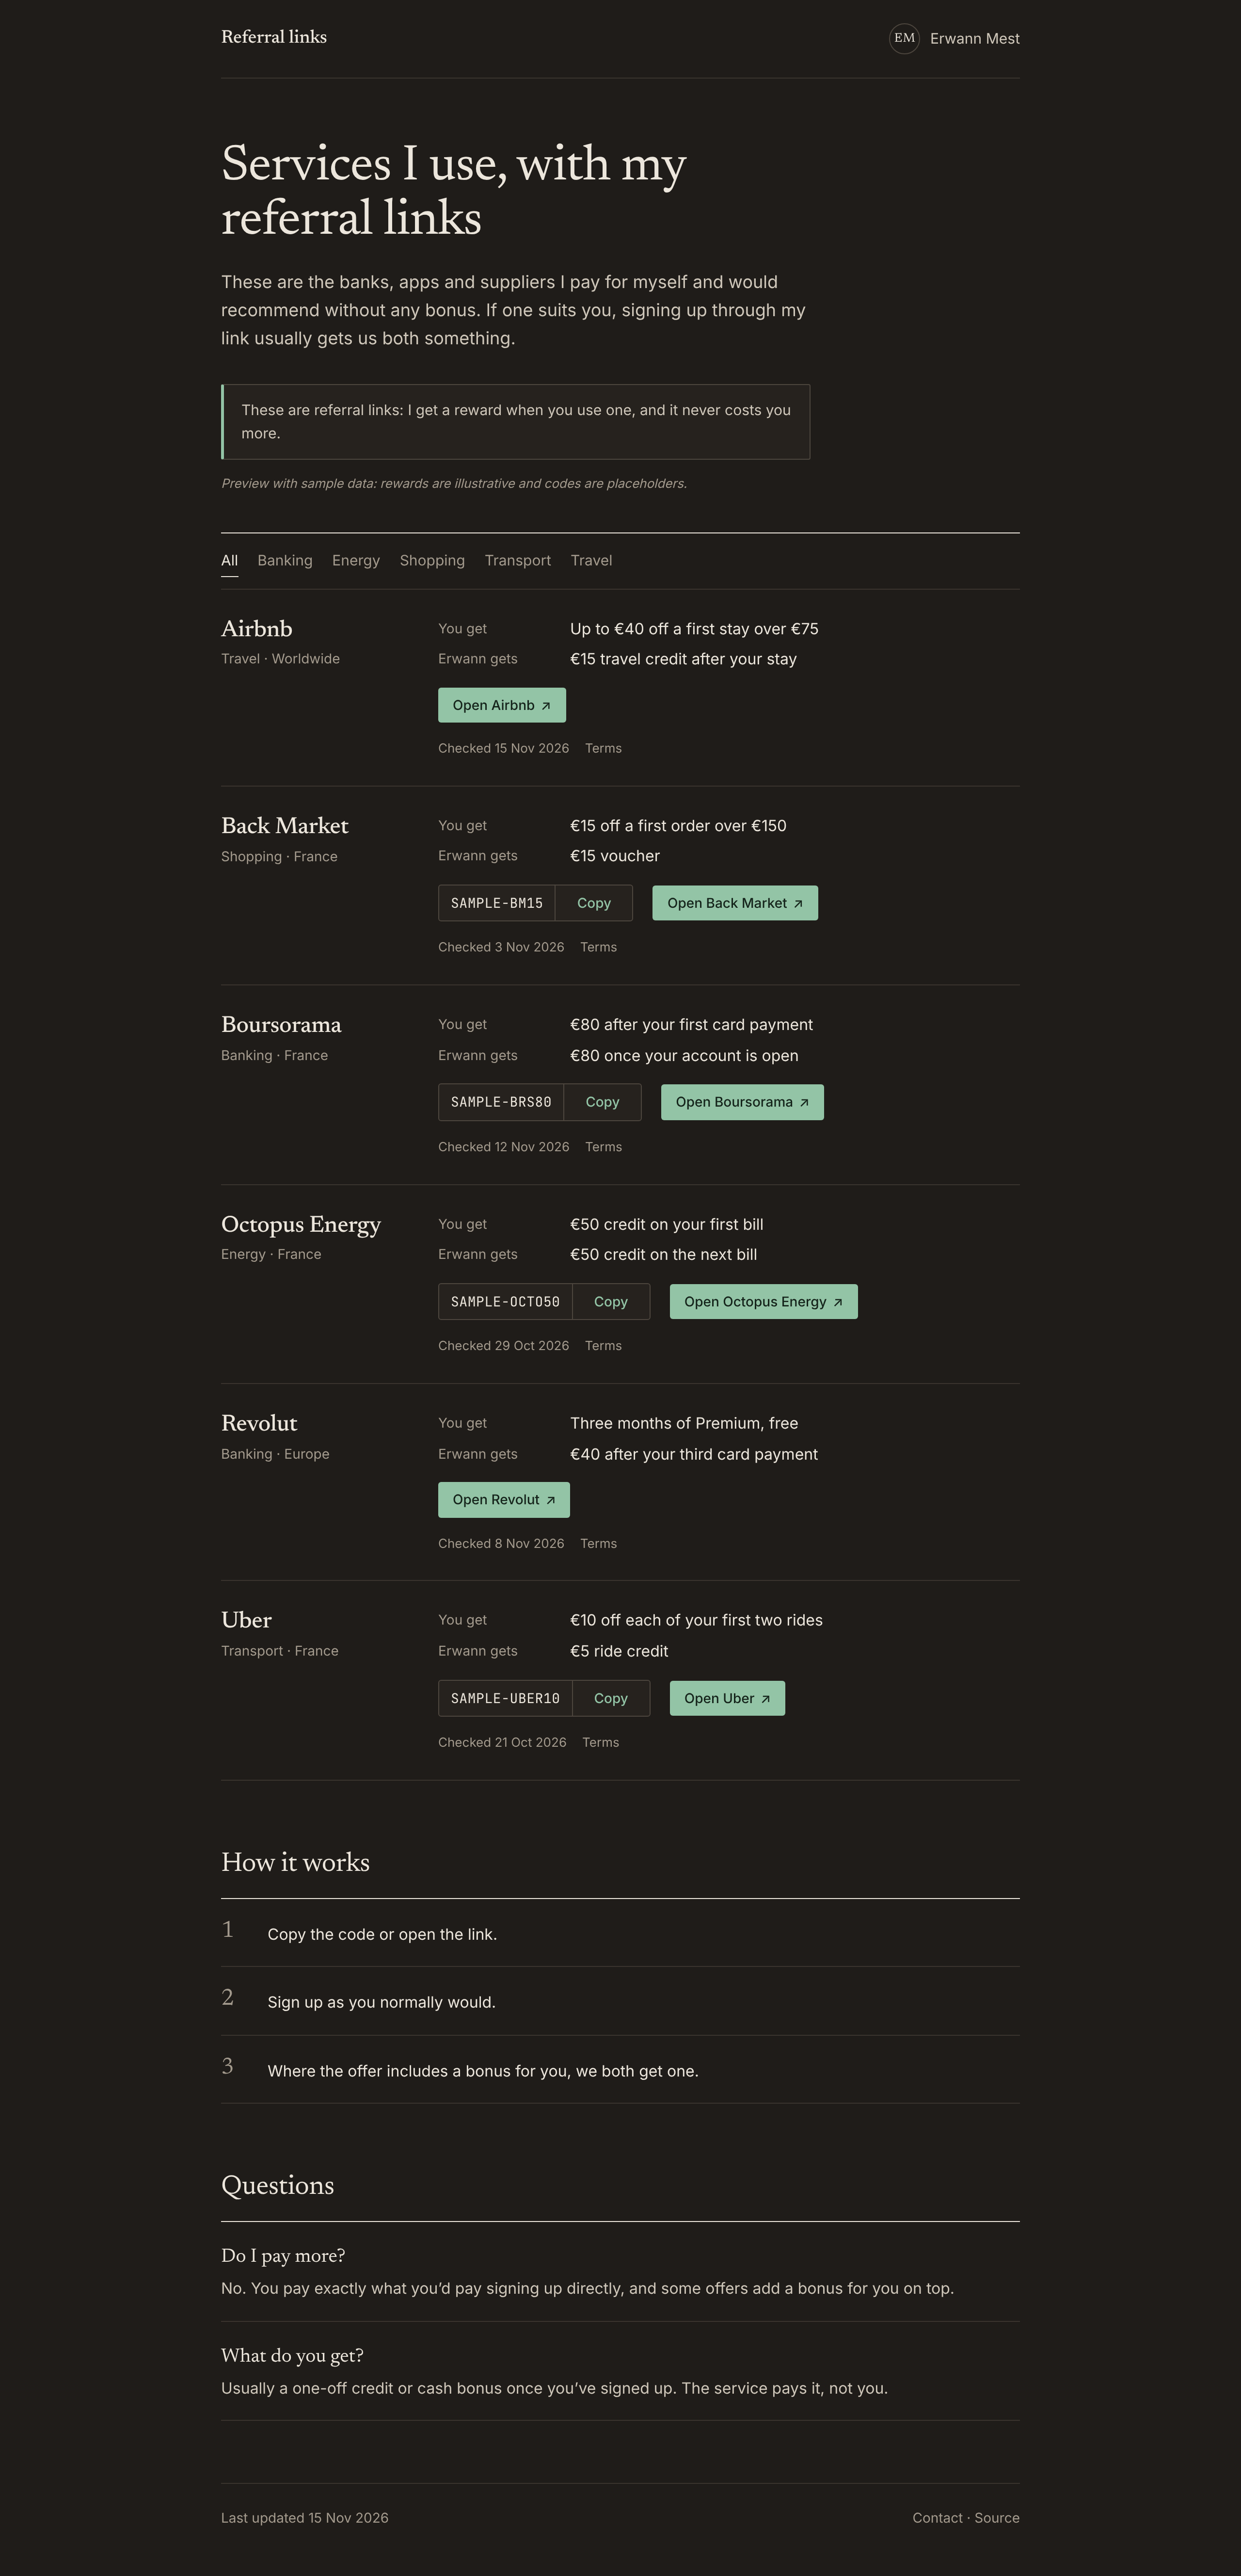 Referral links
EM Erwann Mest
Services I use, with my
referral links
These are the banks, apps and suppliers I pay for myself and would
recommend without any bonus. If one suits you, signing up through my
link usually gets us both something.
These are referral links: I get a reward when you use one, and it never costs you
more.
Preview with sample data: rewards are illustrative and codes are placeholders.
All Banking Energy Shopping Transport Travel
Airbnb
Travel · Worldwide
You get Up to €40 off a first stay over €75
Erwann gets €15 travel credit after your stay
Open Airbnb ↗
Checked 15 Nov 2026 Terms
Back Market
Shopping · France
You get €15 off a first order over €150
Erwann gets €15 voucher
SAMPLE-BM15 Copy Open Back Market ↗
Checked 3 Nov 2026 Terms
Boursorama
Banking · France
You get €80 after your first card payment
Erwann gets €80 once your account is open
SAMPLE-BRS80 Copy Open Boursorama ↗
Checked 12 Nov 2026 Terms
Octopus Energy
Energy · France
You get €50 credit on your first bill
Erwann gets €50 credit on the next bill
SAMPLE-OCTO50 Copy Open Octopus Energy ↗
Checked 29 Oct 2026 Terms
Revolut
Banking · Europe
You get Three months of Premium, free
Erwann gets €40 after your third card payment
Open Revolut ↗
Checked 8 Nov 2026 Terms
Uber
Transport · France
You get €10 off each of your first two rides
Erwann gets €5 ride credit
SAMPLE-UBER10 Copy Open Uber ↗
Checked 21 Oct 2026 Terms
How it works
1 Copy the code or open the link.
2 Sign up as you normally would.
3 Where the offer includes a bonus for you, we both get one.
Questions
Do I pay more?
No. You pay exactly what you’d pay signing up directly, and some offers add a bonus for you on top.
What do you get?
Usually a one-off credit or cash bonus once you’ve signed up. The service pays it, not you.
Last updated 15 Nov 2026 Contact · Source